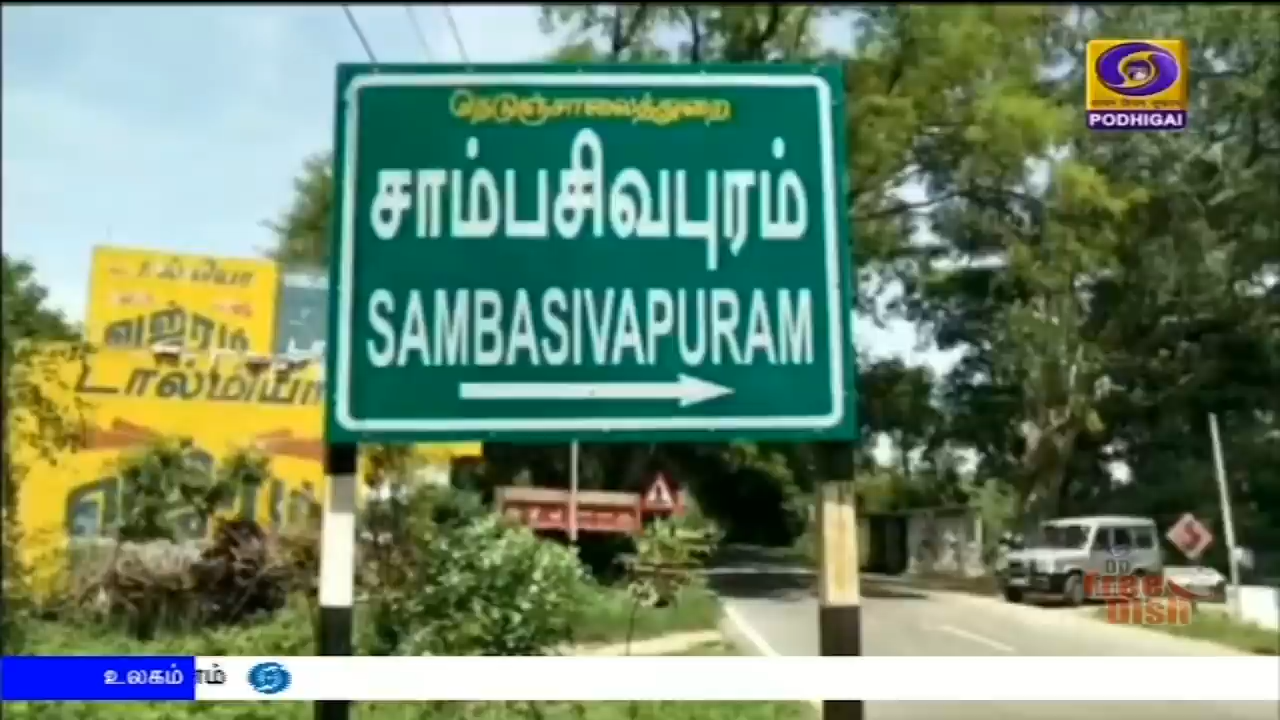 நெடுஞ்சாலைத்துறை
சாம்பசிவபுரம்
SAMBASIVAPURAM
PODHIGAI
டால்மியா
வஜ்ரம்
டால்மியா
DD
free
Dish
உலகம்